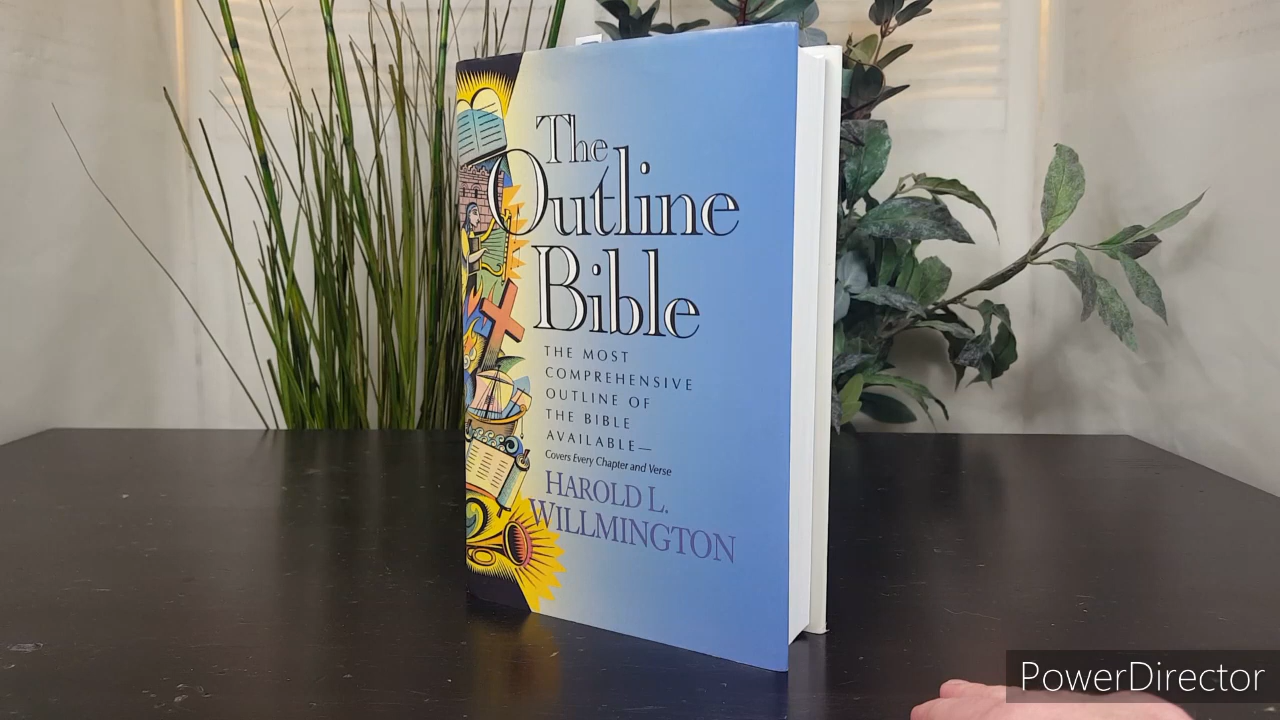 The
Outline
Bible
THE MOST
COMPREHENSIVE
OUTLINE OF
THE BIBLE
AVAILABLE—
Covers Every Chapter and Verse
HAROLD L.
WILLMINGTON
PowerDirector